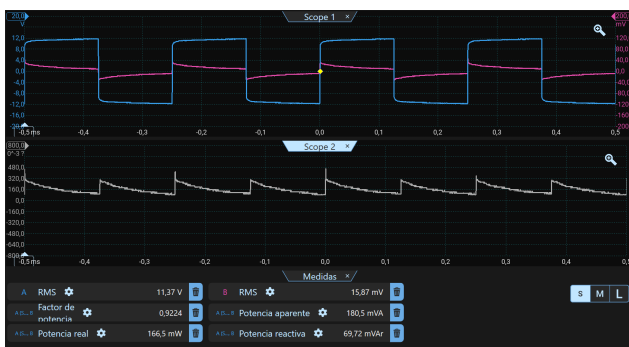 Scope 1 ×
20,0 200,
V mV
12,0 120,0
8,0 80,0
4,0 40,0
0,0 0,0
-4,0 -40,0
-8,0 -80,0
-12,0 -120,0
-20 -200
-0,5 ms -0,4 -0,3 -0,2 -0,1 0,0 0,1 0,2 0,3 0,4 0,5
Scope 2 ×
800,0
0^-3 ?
480,0
320,0
160,0
0,0
-160,0
-320,0
-480,0
-640,0
-800
-0,5 ms -0,4 -0,3 -0,2 -0,1 0,0 0,1 0,2 0,3 0,4 0,5
Medidas ×
A RMS 11,37 V B RMS 15,87 mV S M L
A (S... B Factor de potencia 0,9224 A (S... B Potencia aparente 180,5 mVA
A (S... B Potencia real 166,5 mW A (S... B Potencia reactiva 69,72 mVAr